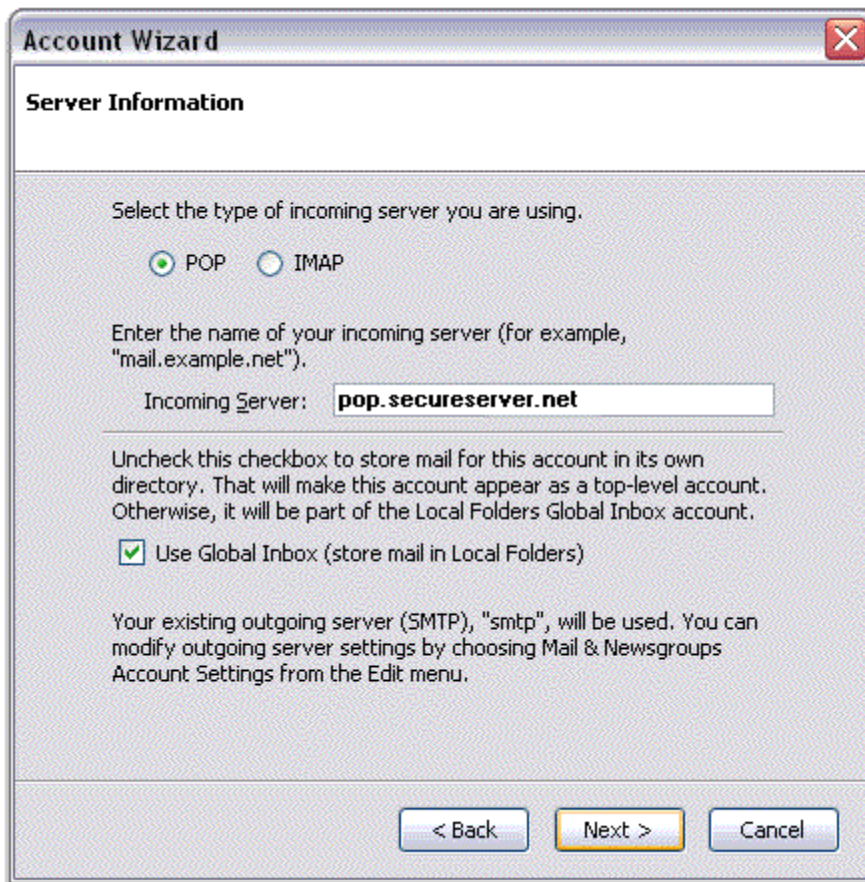 Account Wizard
Server Information
Select the type of incoming server you are using.
POP IMAP
Enter the name of your incoming server (for example,
"mail.example.net").
Incoming Server: pop.secureserver.net
Uncheck this checkbox to store mail for this account in its own
directory. That will make this account appear as a top-level account.
Otherwise, it will be part of the Local Folders Global Inbox account.
Use Global Inbox (store mail in Local Folders)
Your existing outgoing server (SMTP), "smtp", will be used. You can
modify outgoing server settings by choosing Mail & Newsgroups
Account Settings from the Edit menu.
< Back Next > Cancel